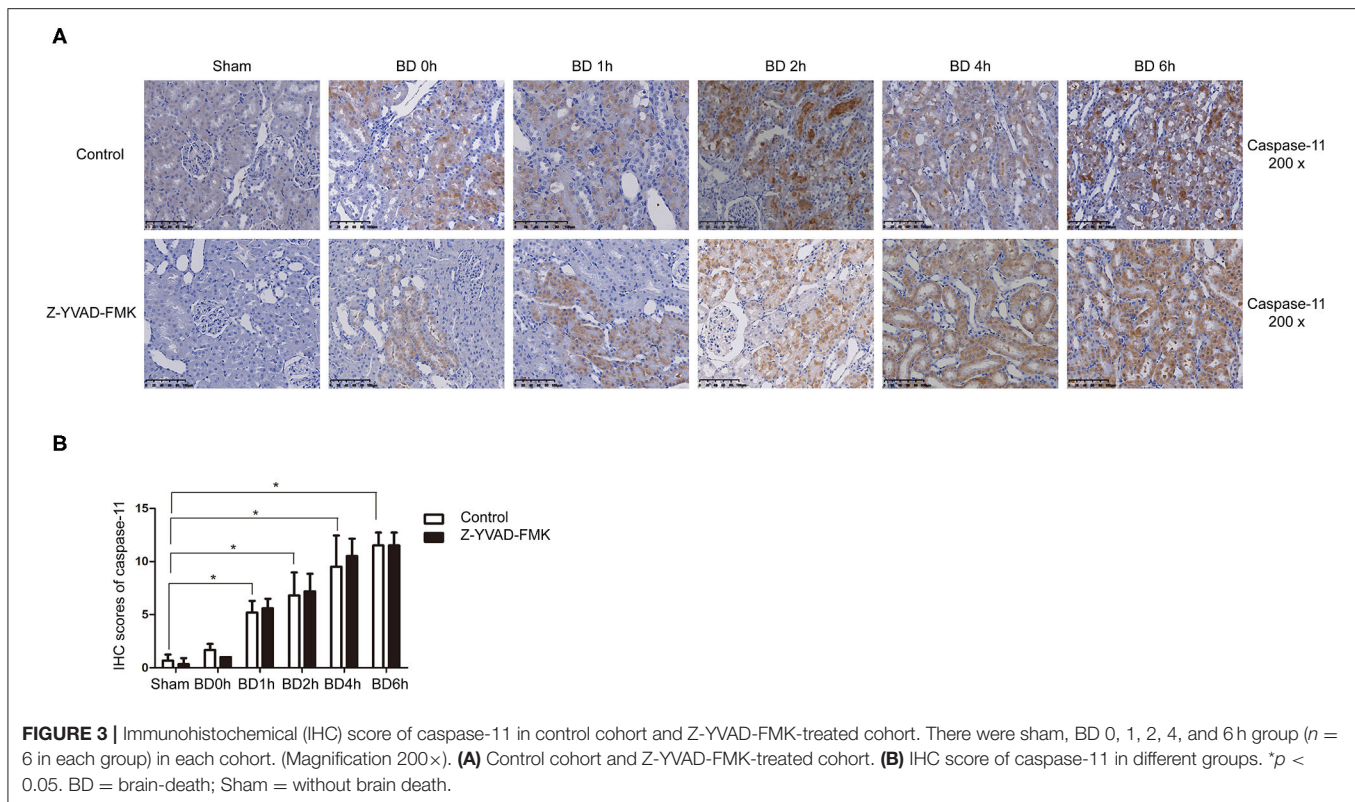 A
Sham BD 0h BD 1h BD 2h BD 4h BD 6h
Control
Caspase-11
200 x
Z-YVAD-FMK
Caspase-11
200 x
B
IHC scores of caspase-11
15
10
5
0
*
*
*
*
Control
Z-YVAD-FMK
Sham BD0h BD1h BD2h BD4h BD6h
FIGURE 3 | Immunohistochemical (IHC) score of caspase-11 in control cohort and Z-YVAD-FMK-treated cohort. There were sham, BD 0, 1, 2, 4, and 6 h group (n =
6 in each group) in each cohort. (Magnification 200×). (A) Control cohort and Z-YVAD-FMK-treated cohort. (B) IHC score of caspase-11 in different groups. *p <
0.05. BD = brain-death; Sham = without brain death.